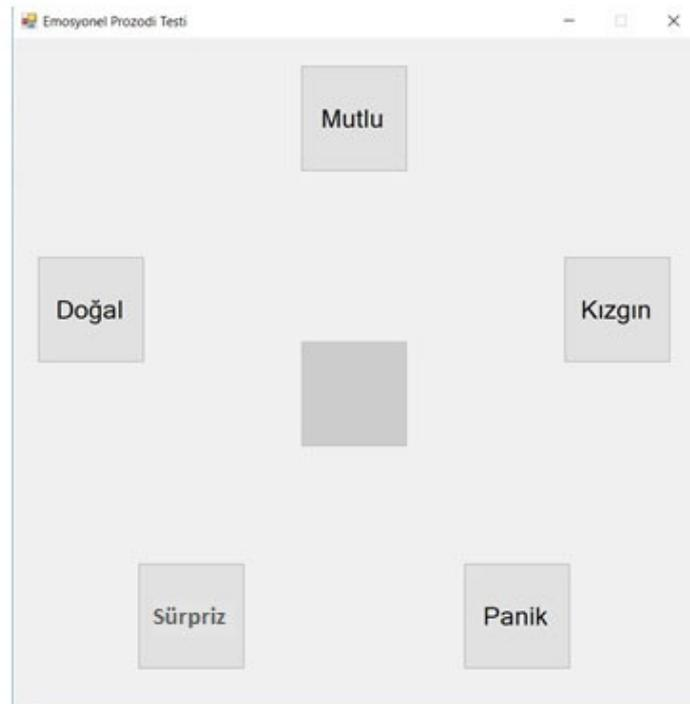 Emosyonel Prozodi Testi
Mutlu
Doğal
Kızgın
Sürpriz
Panik